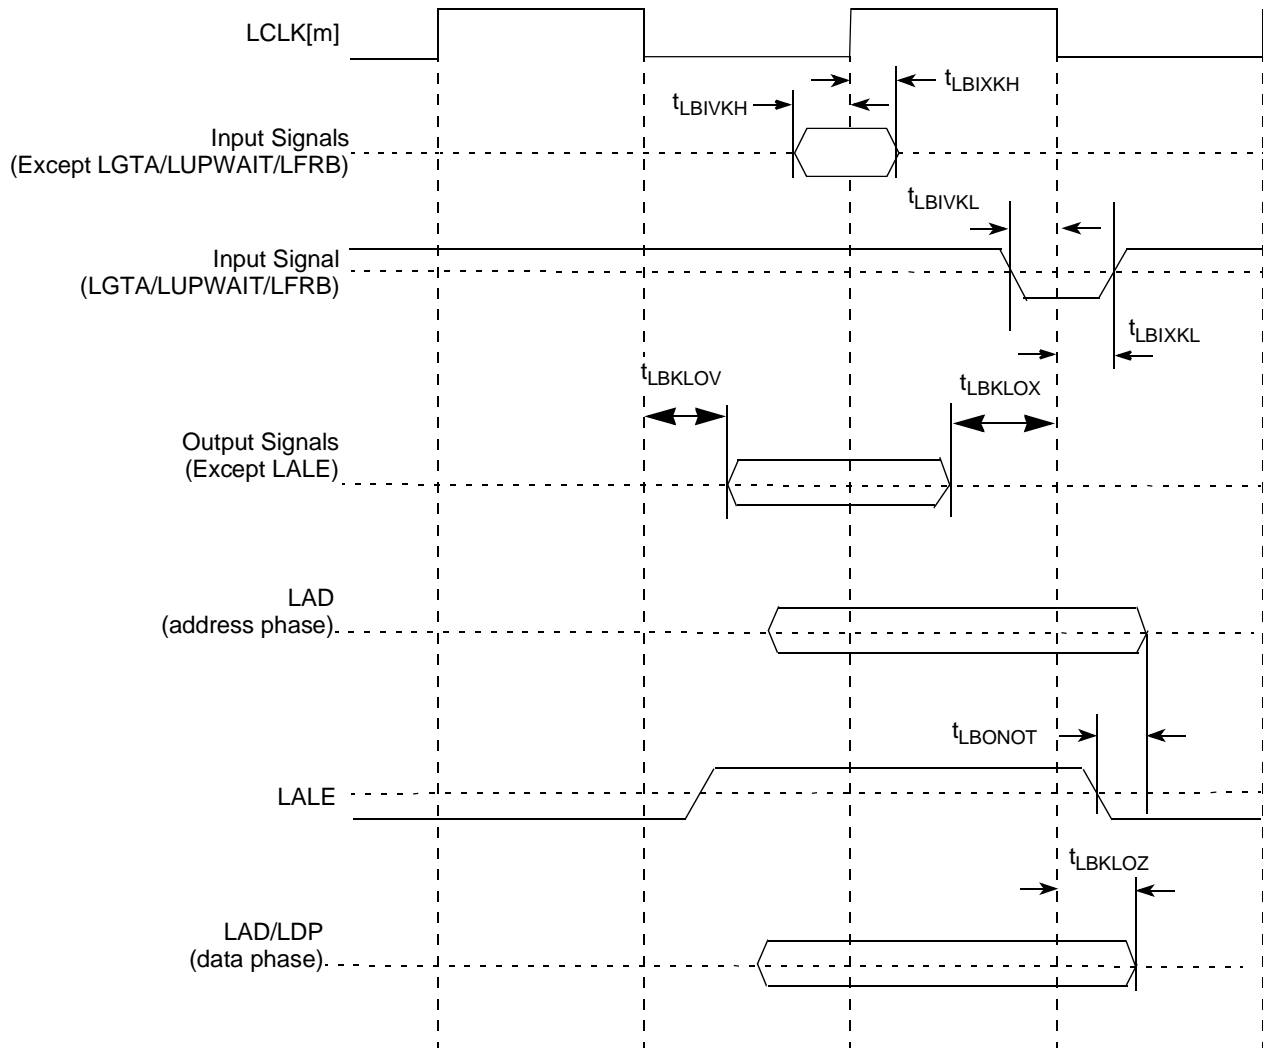 LCLK[m]
tLBIXKH
tLBIVKH
Input Signals
(Except LGTA/LUPWAIT/LFRB)
tLBIVKL
Input Signal
(LGTA/LUPWAIT/LFRB)
tLBIXKL
tLBKLOV
tLBKLOX
Output Signals
(Except LALE)
LAD
(address phase)
tLBONOT
LALE
tLBKLOZ
LAD/LDP
(data phase)